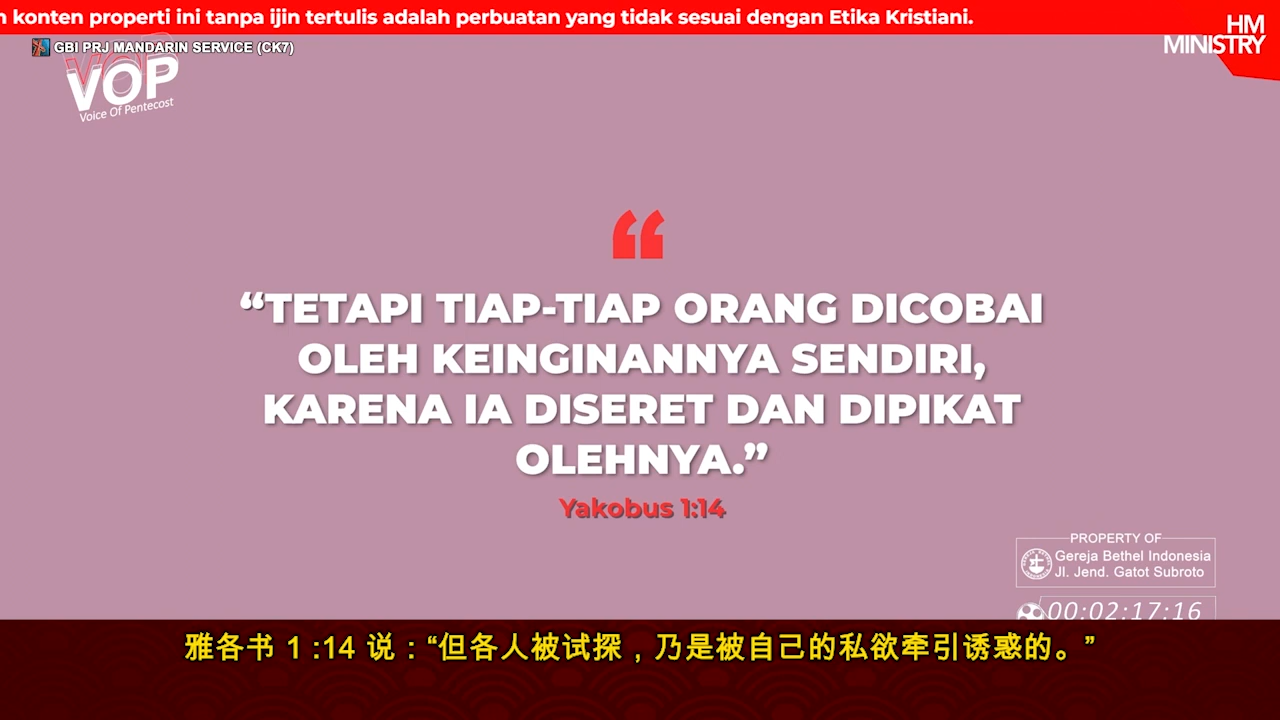 n konten properti ini tanpa ijin tertulis adalah perbuatan yang tidak sesuai dengan Etika Kristiani.
HM
MINISTRY
GBI PRJ MANDARIN SERVICE (CK7)
VOP
Voice Of Pentecost
“TETAPI TIAP-TIAP ORANG DICOBAI
OLEH KEINGINANNYA SENDIRI,
KARENA IA DISERET DAN DIPIKAT
OLEHNYA.”
Yakobus 1:14
PROPERTY OF
Gereja Bethel Indonesia
Jl. Jend. Gatot Subroto
00:02:17:16
雅各书 1 :14 说：“但各人被试探，乃是被自己的私欲牵引诱惑的。”